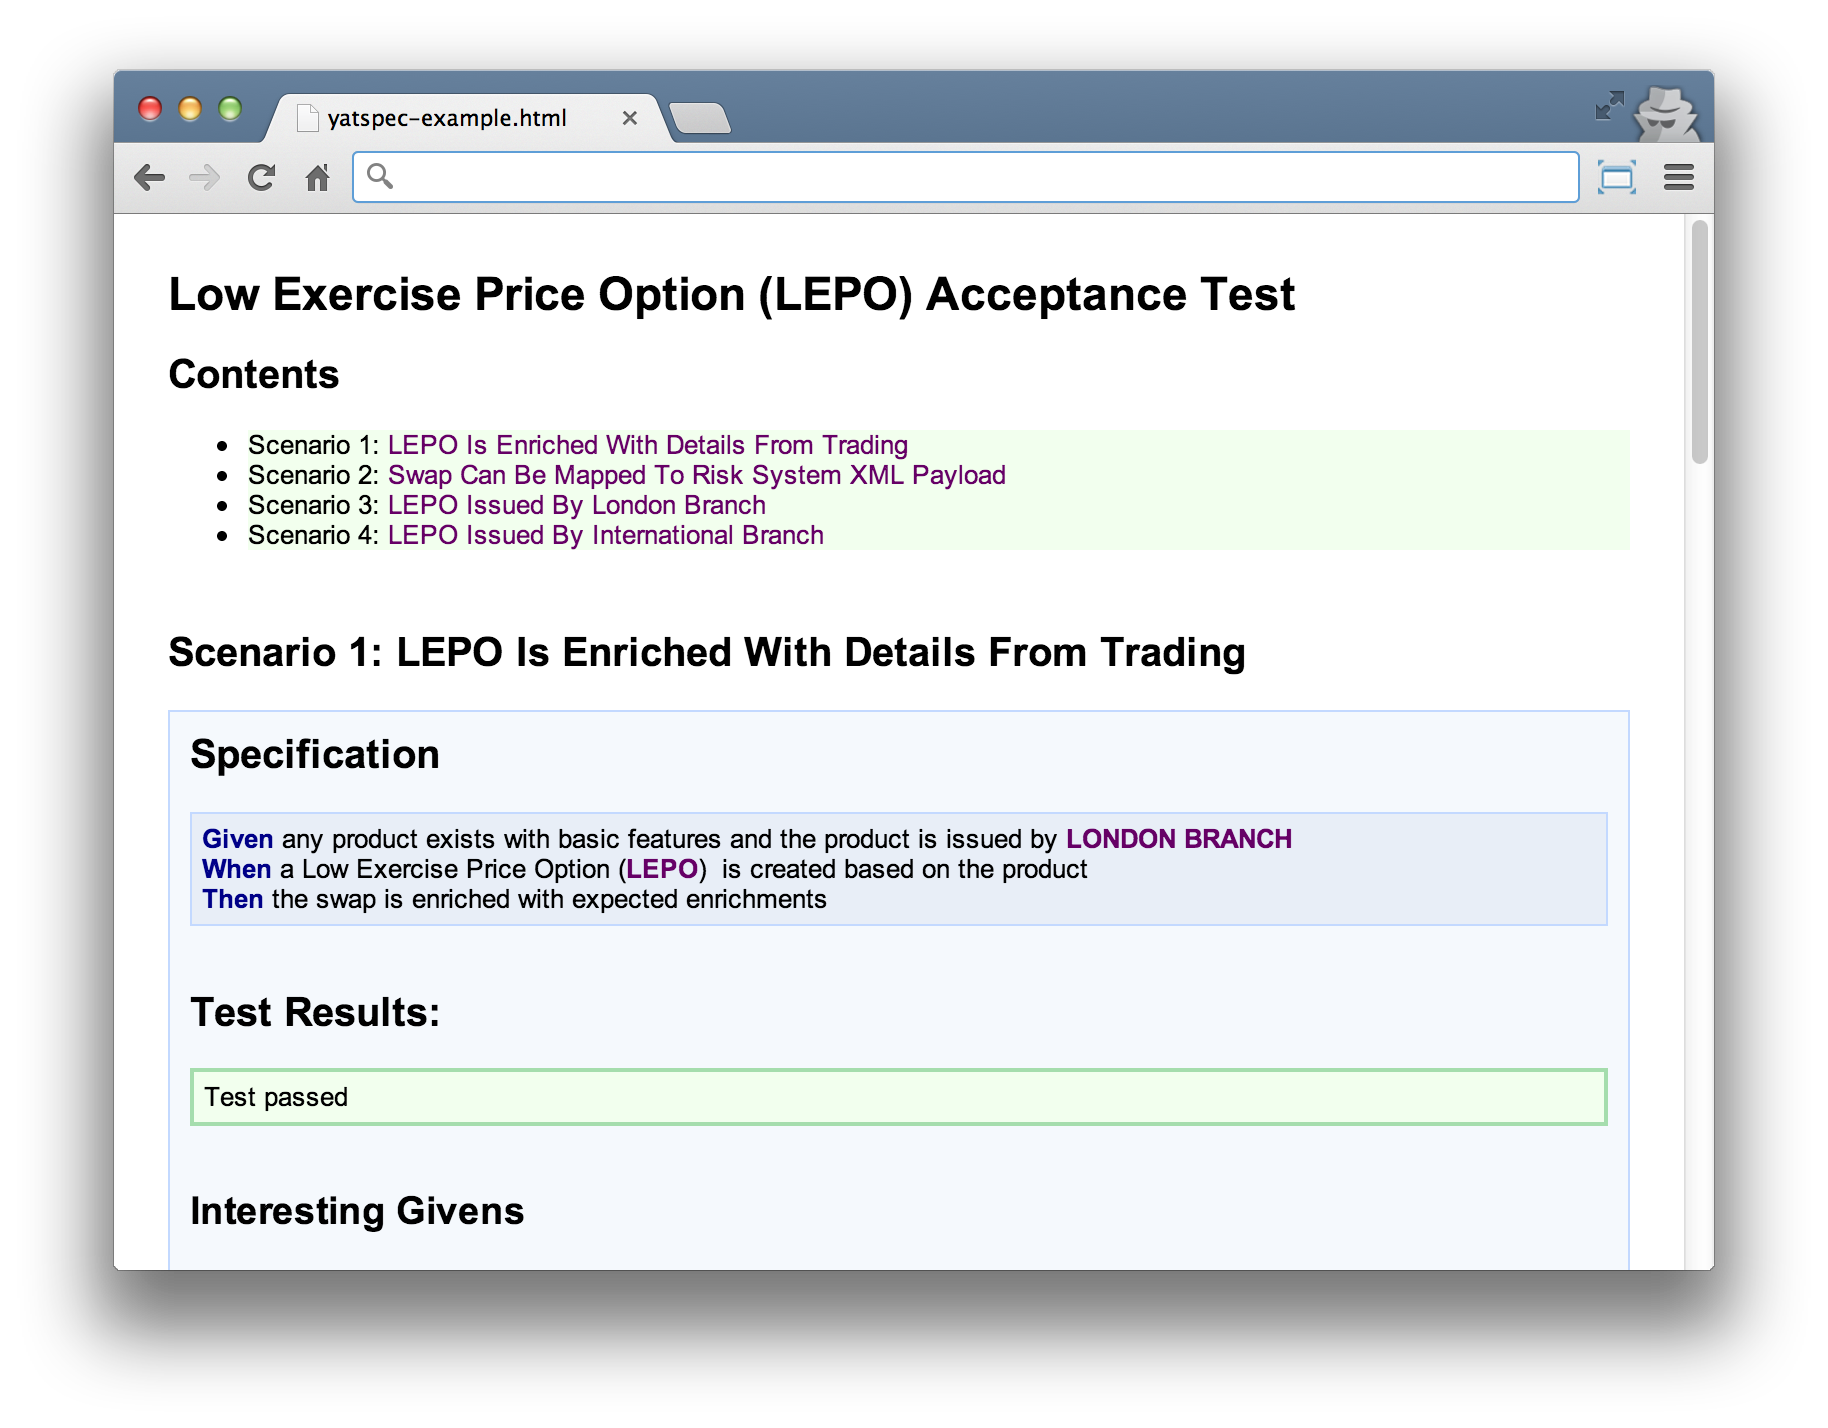 yatspec-example.html
Low Exercise Price Option (LEPO) Acceptance Test
Contents
• Scenario 1: LEPO Is Enriched With Details From Trading
• Scenario 2: Swap Can Be Mapped To Risk System XML Payload
• Scenario 3: LEPO Issued By London Branch
• Scenario 4: LEPO Issued By International Branch
Scenario 1: LEPO Is Enriched With Details From Trading
Specification
Given any product exists with basic features and the product is issued by LONDON BRANCH
When a Low Exercise Price Option (LEPO)  is created based on the product
Then the swap is enriched with expected enrichments
Test Results:
Test passed
Interesting Givens